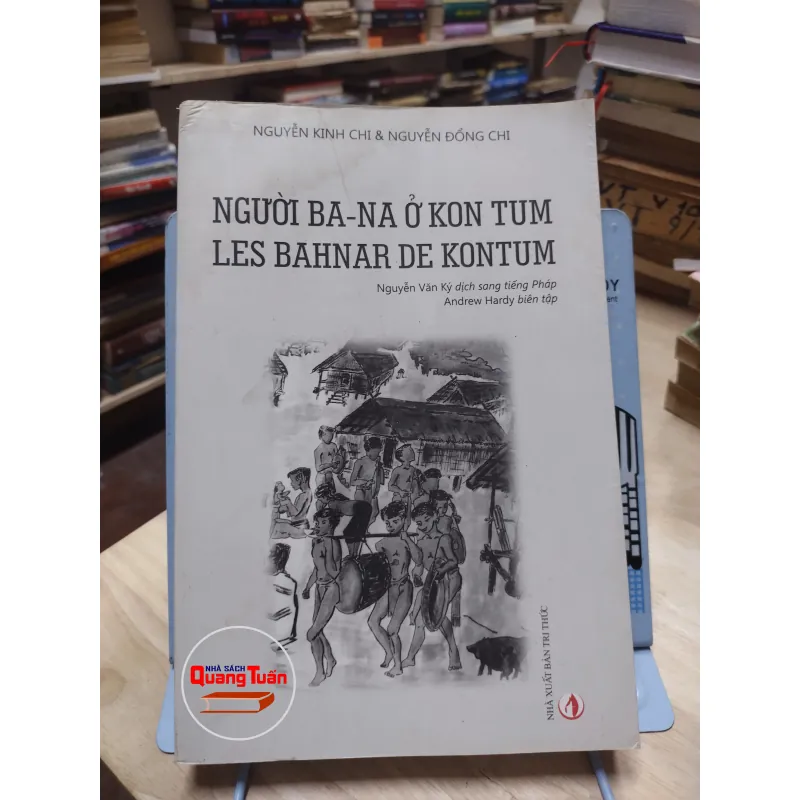 NGUYỄN KINH CHI & NGUYỄN ĐỔNG CHI
NGƯỜI BA-NA Ở KON TUM
LES BAHNAR DE KONTUM
Nguyễn Văn Ký dịch sang tiếng Pháp
Andrew Hardy biên tập
NHÀ XUẤT BẢN TRI THỨC
NHÀ SÁCH
Quang Tuấn